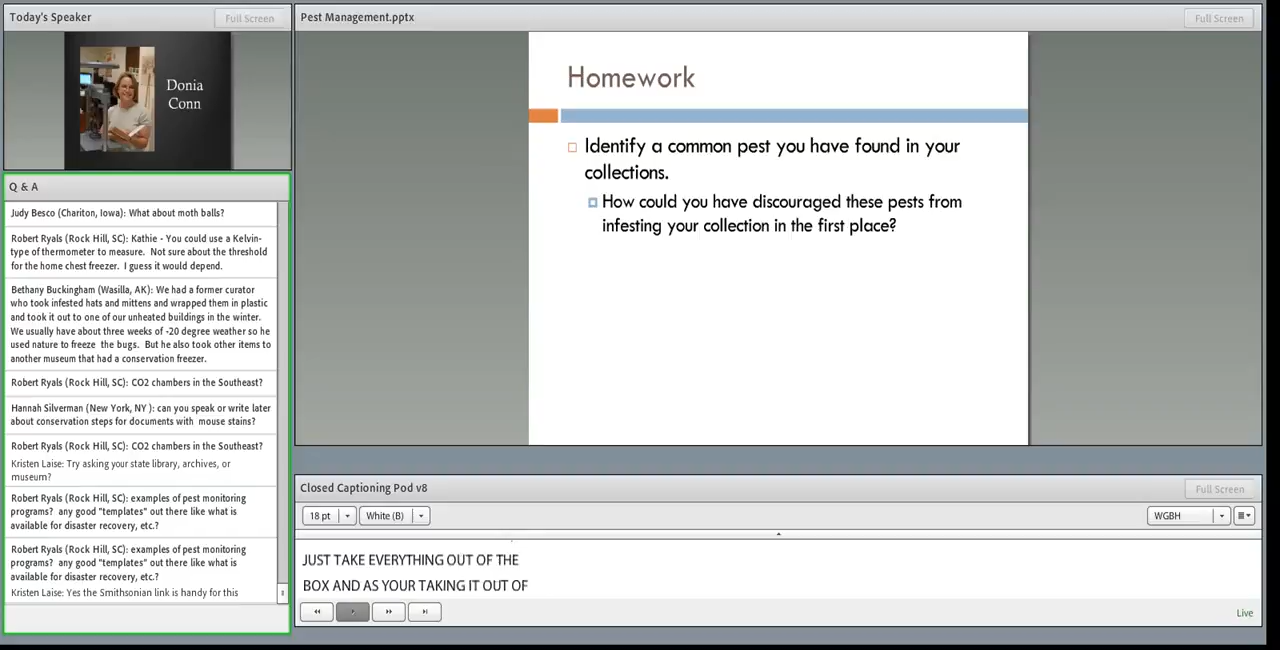 Today's Speaker
Full Screen
Donia
Conn
Q & A
Judy Besco (Chariton, Iowa): What about moth balls?
Robert Ryals (Rock Hill, SC): Kathie - You could use a Kelvin-
type of thermometer to measure. Not sure about the threshold
for the home chest freezer. I guess it would depend.
Bethany Buckingham (Wasilla, AK): We had a former curator
who took infested hats and mittens and wrapped them in plastic
and took it out to one of our unheated buildings in the winter.
We usually have about three weeks of -20 degree weather so he
used nature to freeze the bugs. But he also took other items to
another museum that had a conservation freezer.
Robert Ryals (Rock Hill, SC): CO2 chambers in the Southeast?
Hannah Silverman (New York, NY ): can you speak or write later
about conservation steps for documents with mouse stains?
Robert Ryals (Rock Hill, SC): CO2 chambers in the Southeast?
Kristen Laise: Try asking your state library, archives, or
museum?
Robert Ryals (Rock Hill, SC): examples of pest monitoring
programs? any good "templates" out there like what is
available for disaster recovery, etc.?
Robert Ryals (Rock Hill, SC): examples of pest monitoring
programs? any good "templates" out there like what is
available for disaster recovery, etc.?
Kristen Laise: Yes the Smithsonian link is handy for this
Pest Management.pptx
Full Screen
Homework
Identify a common pest you have found in your
collections.
How could you have discouraged these pests from
infesting your collection in the first place?
Closed Captioning Pod v8
Full Screen
18 pt
White (B)
WGBH
JUST TAKE EVERYTHING OUT OF THE
BOX AND AS YOUR TAKING IT OUT OF
Live